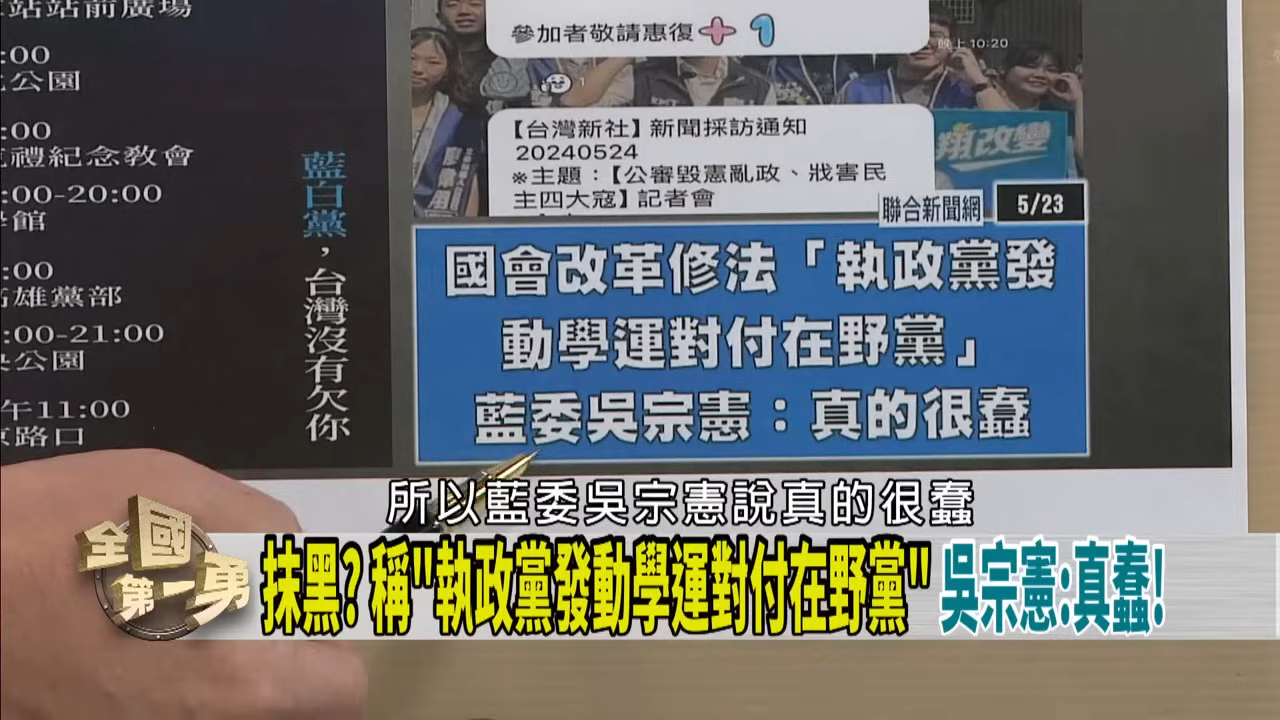 站站前廣場
:00
公園
:00
禮紀念教會
:00-20:00
學館
:00
高雄黨部
:00-21:00
公園
午11:00
路口
藍白黨，台灣沒有欠你
參加者敬請惠復+1
晚上10:20
1
【台灣新社】新聞採訪通知
20240524
※主題：【公審毀憲亂政、戕害民
主四大寇】記者會
翔改變
聯合新聞網
5/23
國會改革修法「執政黨發
動學運對付在野黨」
藍委吳宗憲：真的很蠢
所以藍委吳宗憲說真的很蠢
全國第一勇
抹黑?稱"執政黨發動學運對付在野黨"吳宗憲:真蠢!